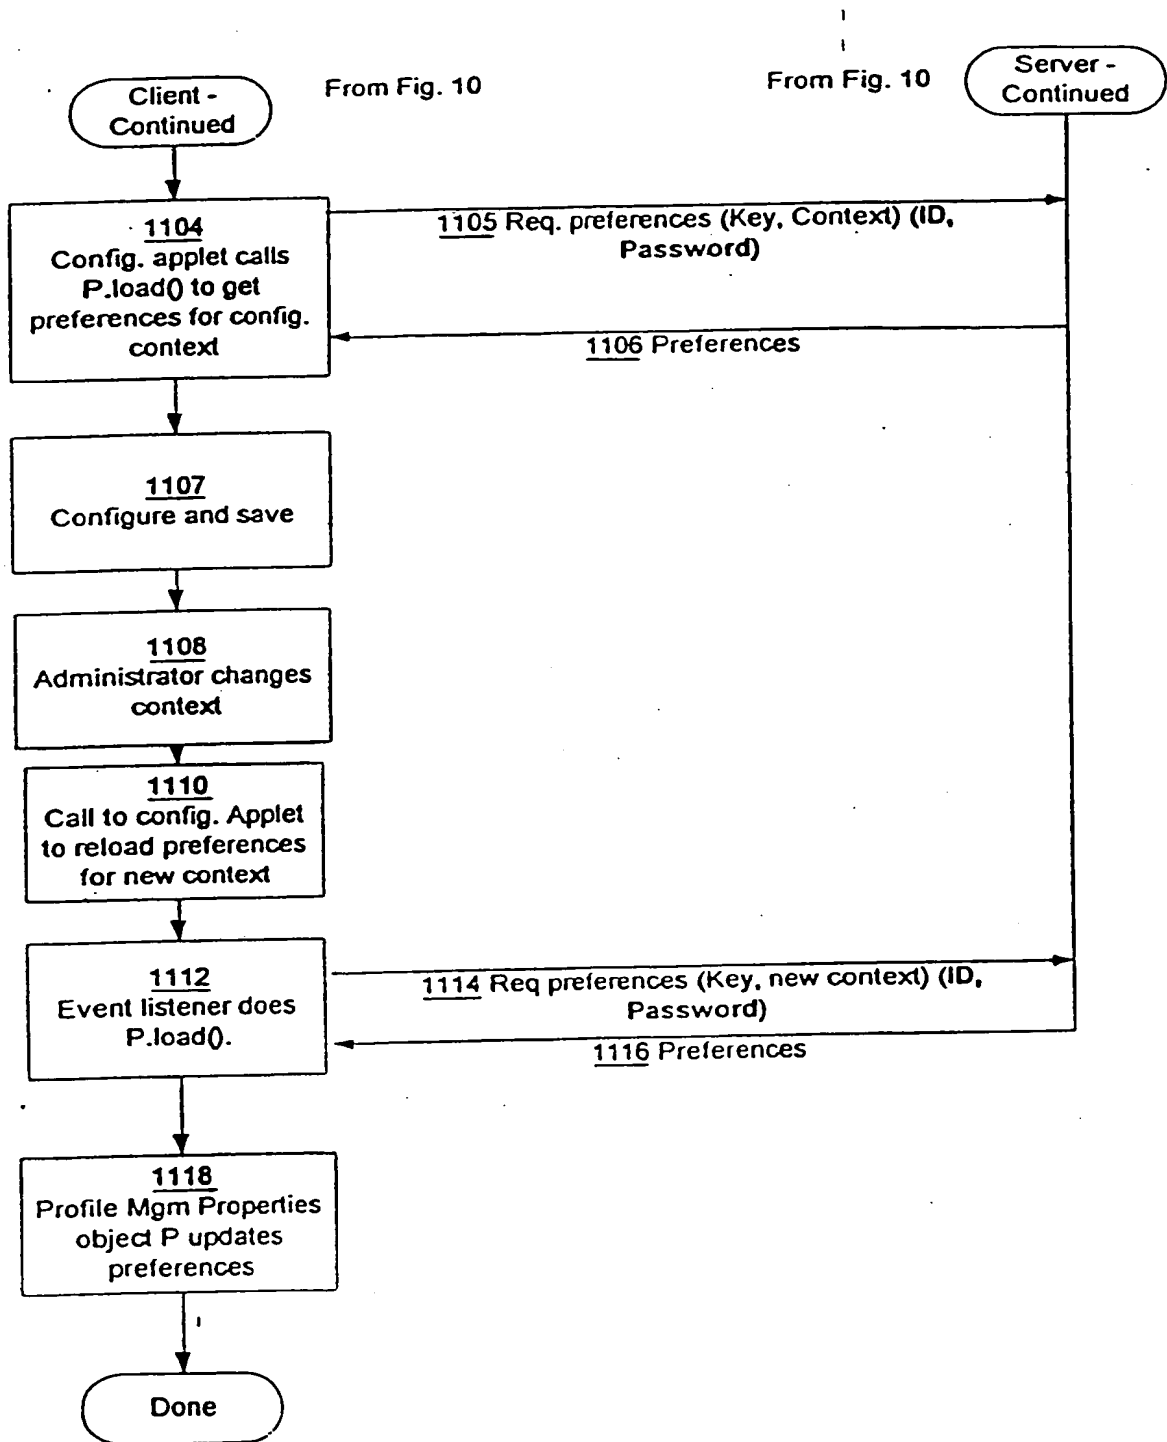 Client -
Continued
From Fig. 10
From Fig. 10
Server -
Continued
1104
Config. applet calls
P.load() to get
preferences for config.
context
1105 Req. preferences (Key, Context) (ID,
Password)
1106 Preferences
1107
Configure and save
1108
Administrator changes
context
1110
Call to config. Applet
to reload preferences
for new context
1112
Event listener does
P.load().
1114 Req preferences (Key, new context) (ID,
Password)
1116 Preferences
1118
Profile Mgm Properties
object P updates
preferences
Done